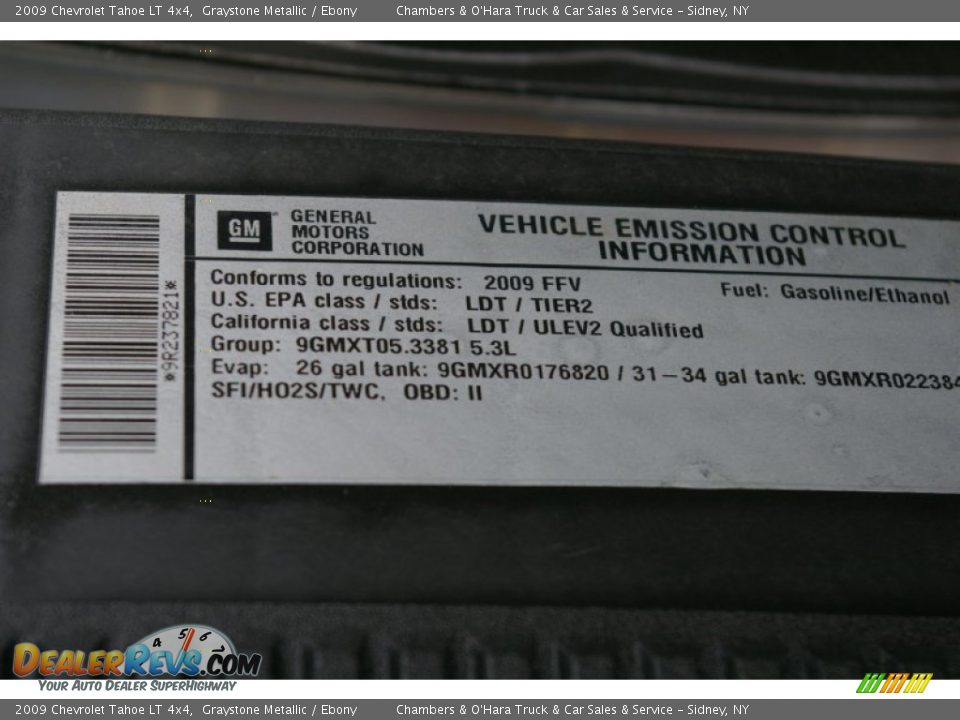 2009 Chevrolet Tahoe LT 4x4,  Graystone Metallic / Ebony          Chambers & O'Hara Truck & Car Sales & Service - Sidney, NY
GM GENERAL MOTORS CORPORATION
VEHICLE EMISSION CONTROL
INFORMATION
*9R237821*
Conforms to regulations: 2009 FFV
Fuel: Gasoline/Ethanol
U.S. EPA class / stds: LDT / TIER2
California class / stds: LDT / ULEV2 Qualified
Group: 9GMXT05.3381 5.3L
Evap: 26 gal tank: 9GMXR0176820 / 31-34 gal tank: 9GMXR022384
SFI/HO2S/TWC, OBD: II
4 5 6
DealerRevs.com
Your Auto Dealer SuperHighway
2009 Chevrolet Tahoe LT 4x4,  Graystone Metallic / Ebony          Chambers & O'Hara Truck & Car Sales & Service - Sidney, NY